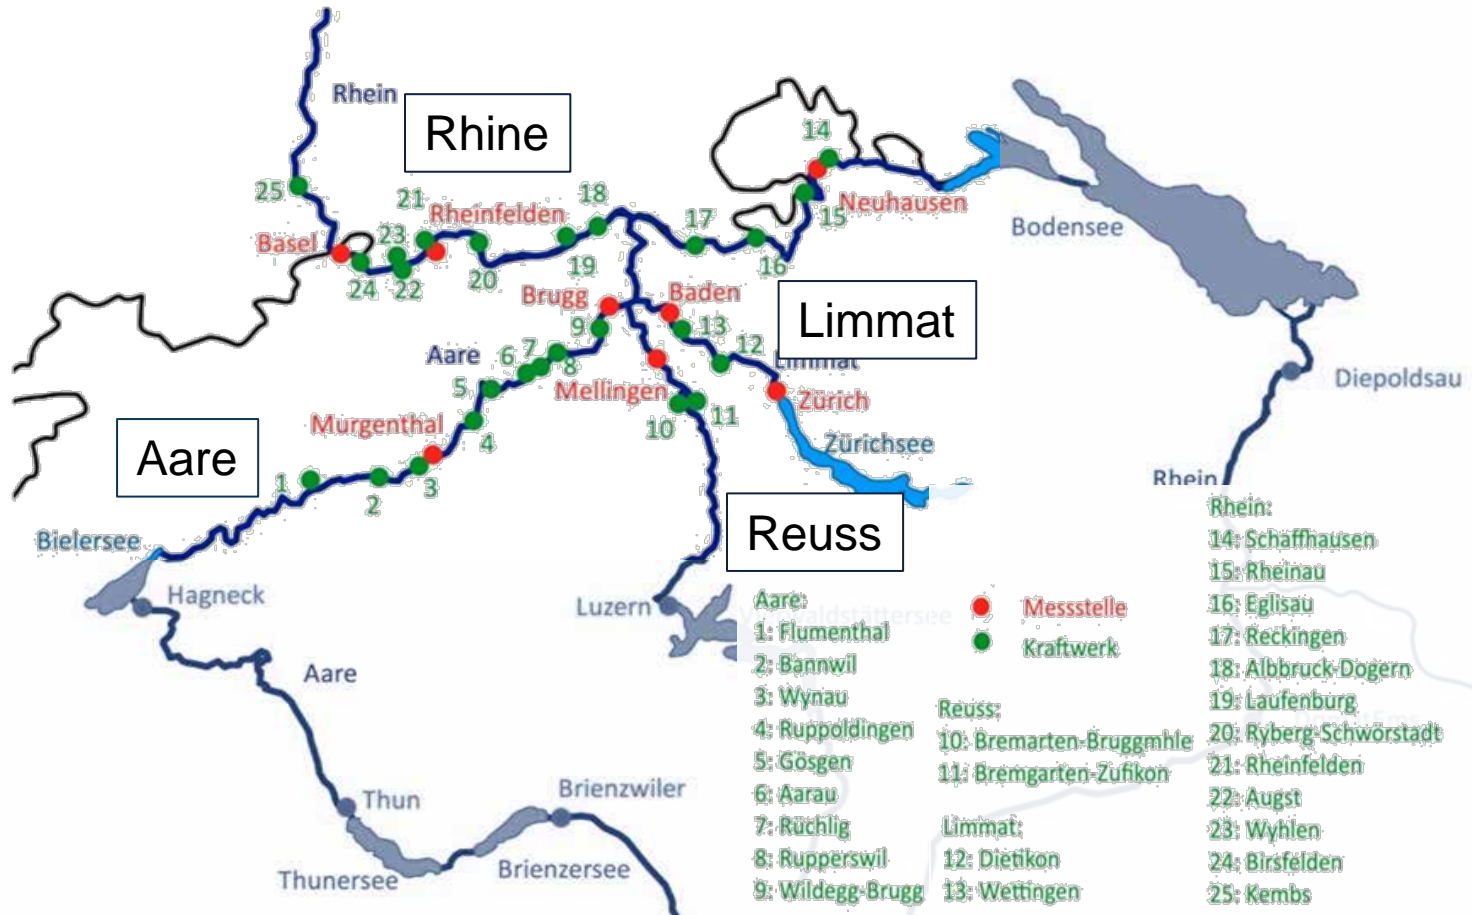 Rhein
Rhine
14
25
21
18
Rheinfelden
Neuhausen
15
17
Bodensee
Basel
23
24
22
20
19
16
Brugg
Baden
Limmat
9
13
Aare
7
6
8
12
Limmat
5
Mellingen
Zürich
Diepoldsau
10
11
Murgenthal
4
Aare
Zürichsee
3
1
2
Rhein
Bielersee
Reuss
Hagneck
Luzern
Aare
Thun
Brienzwiler
Thunersee
Brienzersee
Aare:
1: Flumenthal
2: Bannwil
3: Wynau
4: Ruppoldingen
5: Gösgen
6: Aarau
7: Rüchlig
8: Rupperswil
9: Wildegg-Brugg
Messstelle
Kraftwerk
Reuss:
10: Bremarten-Bruggmhle
11: Bremgarten-Zufikon
Limmat:
12: Dietikon
13: Wettingen
Rhein:
14: Schaffhausen
15: Rheinau
16: Eglisau
17: Reckingen
18: Albbruck-Dogern
19: Laufenburg
20: Ryberg-Schwörstadt
21: Rheinfelden
22: Augst
23: Wyhlen
24: Birsfelden
25: Kembs